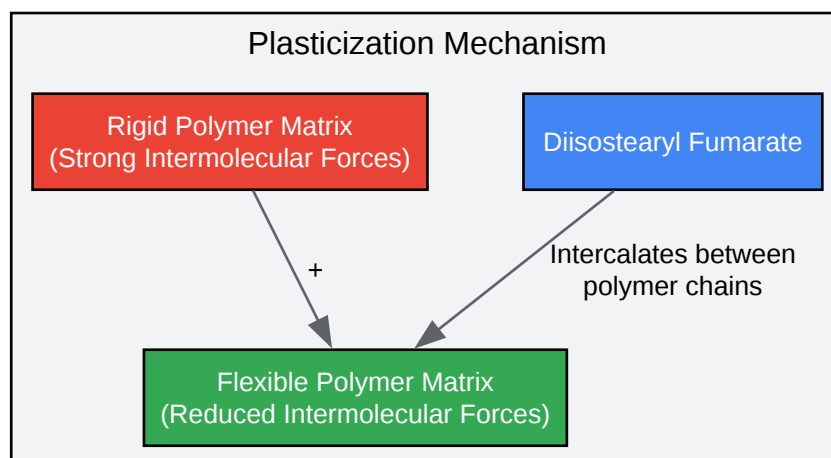 Plasticization Mechanism
Rigid Polymer Matrix
(Strong Intermolecular Forces)
Diisostearyl Fumarate
+
Intercalates between
polymer chains
Flexible Polymer Matrix
(Reduced Intermolecular Forces)